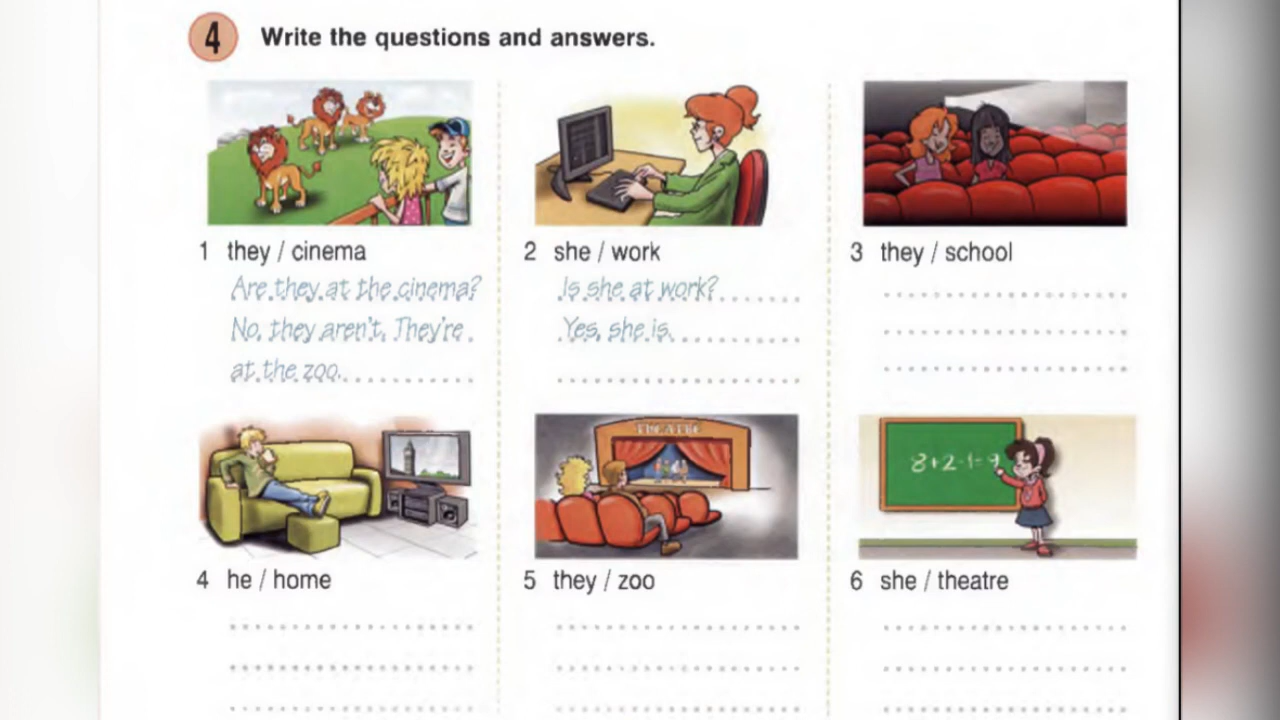 4 Write the questions and answers.
1 they / cinema
Are they at the cinema?
No, they aren't. They're
at the zoo.
2 she / work
Is she at work?
Yes, she is.
3 they / school
THEATRE
8+2-1=9
4 he / home
5 they / zoo
6 she / theatre